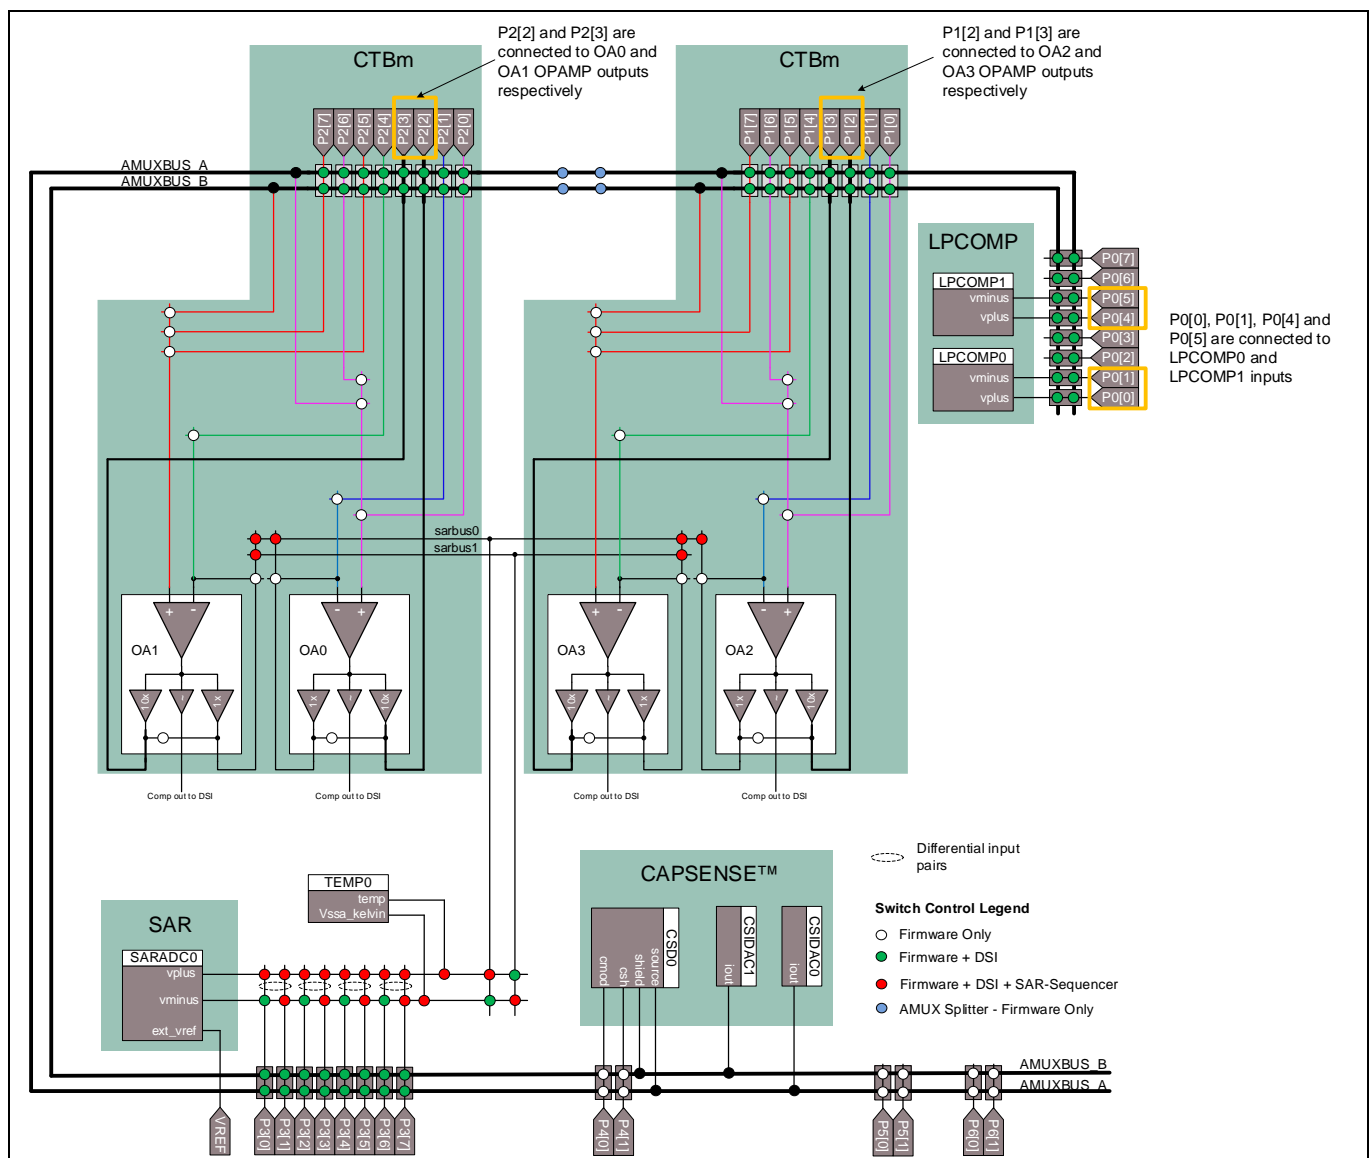 P2[2] and P2[3] are
connected to OA0 and
OA1 OPAMP outputs
respectively
P1[2] and P1[3] are
connected to OA2 and
OA3 OPAMP outputs
respectively
CTBm
CTBm
P2[7]
P2[6]
P2[5]
P2[4]
P2[3]
P2[2]
P2[1]
P2[0]
P1[7]
P1[6]
P1[5]
P1[4]
P1[3]
P1[2]
P1[1]
P1[0]
AMUXBUS_A
AMUXBUS_B
LPCOMP
LPCOMP1
vminus
vplus
LPCOMP0
vminus
vplus
P0[7]
P0[6]
P0[5]
P0[4]
P0[3]
P0[2]
P0[1]
P0[0]
P0[0], P0[1], P0[4] and
P0[5] are connected to
LPCOMP0 and
LPCOMP1 inputs
sarbus0
sarbus1
+ -
OA1
10x
~
1x
- +
OA0
1x
~
10x
+ -
OA3
10x
~
1x
- +
OA2
1x
~
10x
Comp out to DSI
Comp out to DSI
Comp out to DSI
Comp out to DSI
SAR
SARADC0
vplus
vminus
ext_vref
TEMP0
temp
Vssa_kelvin
CAPSENSE™
CSD0
cmod
csh
shield
source
CSIDAC1
iout
CSIDAC0
iout
Differential input
pairs
Switch Control Legend
Firmware Only
Firmware + DSI
Firmware + DSI + SAR-Sequencer
AMUX Splitter - Firmware Only
AMUXBUS_B
AMUXBUS_A
VREF
P3[0]
P3[1]
P3[2]
P3[3]
P3[4]
P3[5]
P3[6]
P3[7]
P4[0]
P4[1]
P5[0]
P5[1]
P6[0]
P6[1]